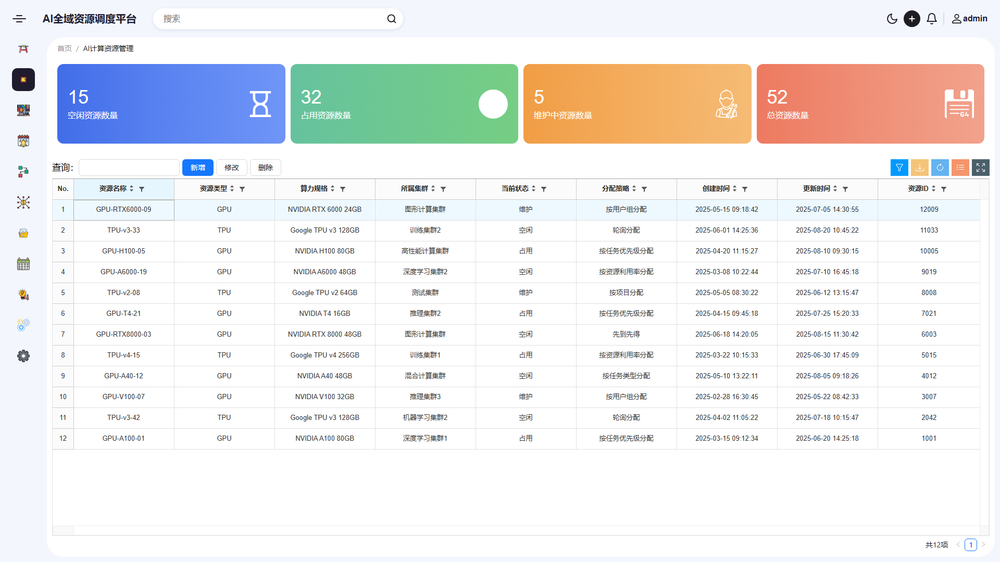 AI全域资源调度平台
搜索
admin
首页 / AI计算资源管理
15
空闲资源数量
32
占用资源数量
5
维护中资源数量
52
总资源数量
64
查询:
新增 修改 删除
No. 资源名称 资源类型 算力规格 所属集群 当前状态 分配策略 创建时间 更新时间 资源ID
1 GPU-RTX6000-09 GPU NVIDIA RTX 6000 24GB 图形计算集群 维护 按用户组分配 2025-05-15 09:18:42 2025-07-05 14:30:55 12009
2 TPU-v3-33 TPU Google TPU v3 128GB 训练集群2 空闲 轮询分配 2025-06-01 14:25:36 2025-08-20 10:45:22 11033
3 GPU-H100-05 GPU NVIDIA H100 80GB 高性能计算集群 占用 按任务优先级分配 2025-04-20 11:15:27 2025-08-10 09:30:15 10005
4 GPU-A6000-19 GPU NVIDIA A6000 48GB 深度学习集群2 空闲 按资源利用率分配 2025-03-08 10:22:44 2025-07-10 16:45:18 9019
5 TPU-v2-08 TPU Google TPU v2 64GB 测试集群 维护 按项目分配 2025-05-05 08:30:22 2025-06-12 13:15:47 8008
6 GPU-T4-21 GPU NVIDIA T4 16GB 推理集群2 占用 按任务优先级分配 2025-04-15 09:45:18 2025-07-25 15:20:33 7021
7 GPU-RTX8000-03 GPU NVIDIA RTX 8000 48GB 图形计算集群 空闲 先到先得 2025-06-18 14:20:05 2025-08-15 11:30:42 6003
8 TPU-v4-15 TPU Google TPU v4 256GB 训练集群1 占用 按资源利用率分配 2025-03-22 10:15:33 2025-06-30 17:45:09 5015
9 GPU-A40-12 GPU NVIDIA A40 48GB 混合计算集群 空闲 按任务类型分配 2025-05-10 13:22:11 2025-08-05 09:18:26 4012
10 GPU-V100-07 GPU NVIDIA V100 32GB 推理集群3 维护 按用户组分配 2025-02-28 16:30:45 2025-05-22 08:42:33 3007
11 TPU-v3-42 TPU Google TPU v3 128GB 机器学习集群2 空闲 轮询分配 2025-04-02 11:05:22 2025-07-18 10:15:47 2042
12 GPU-A100-01 GPU NVIDIA A100 80GB 深度学习集群1 占用 按任务优先级分配 2025-03-15 09:12:34 2025-06-20 14:25:18 1001
共12项 1